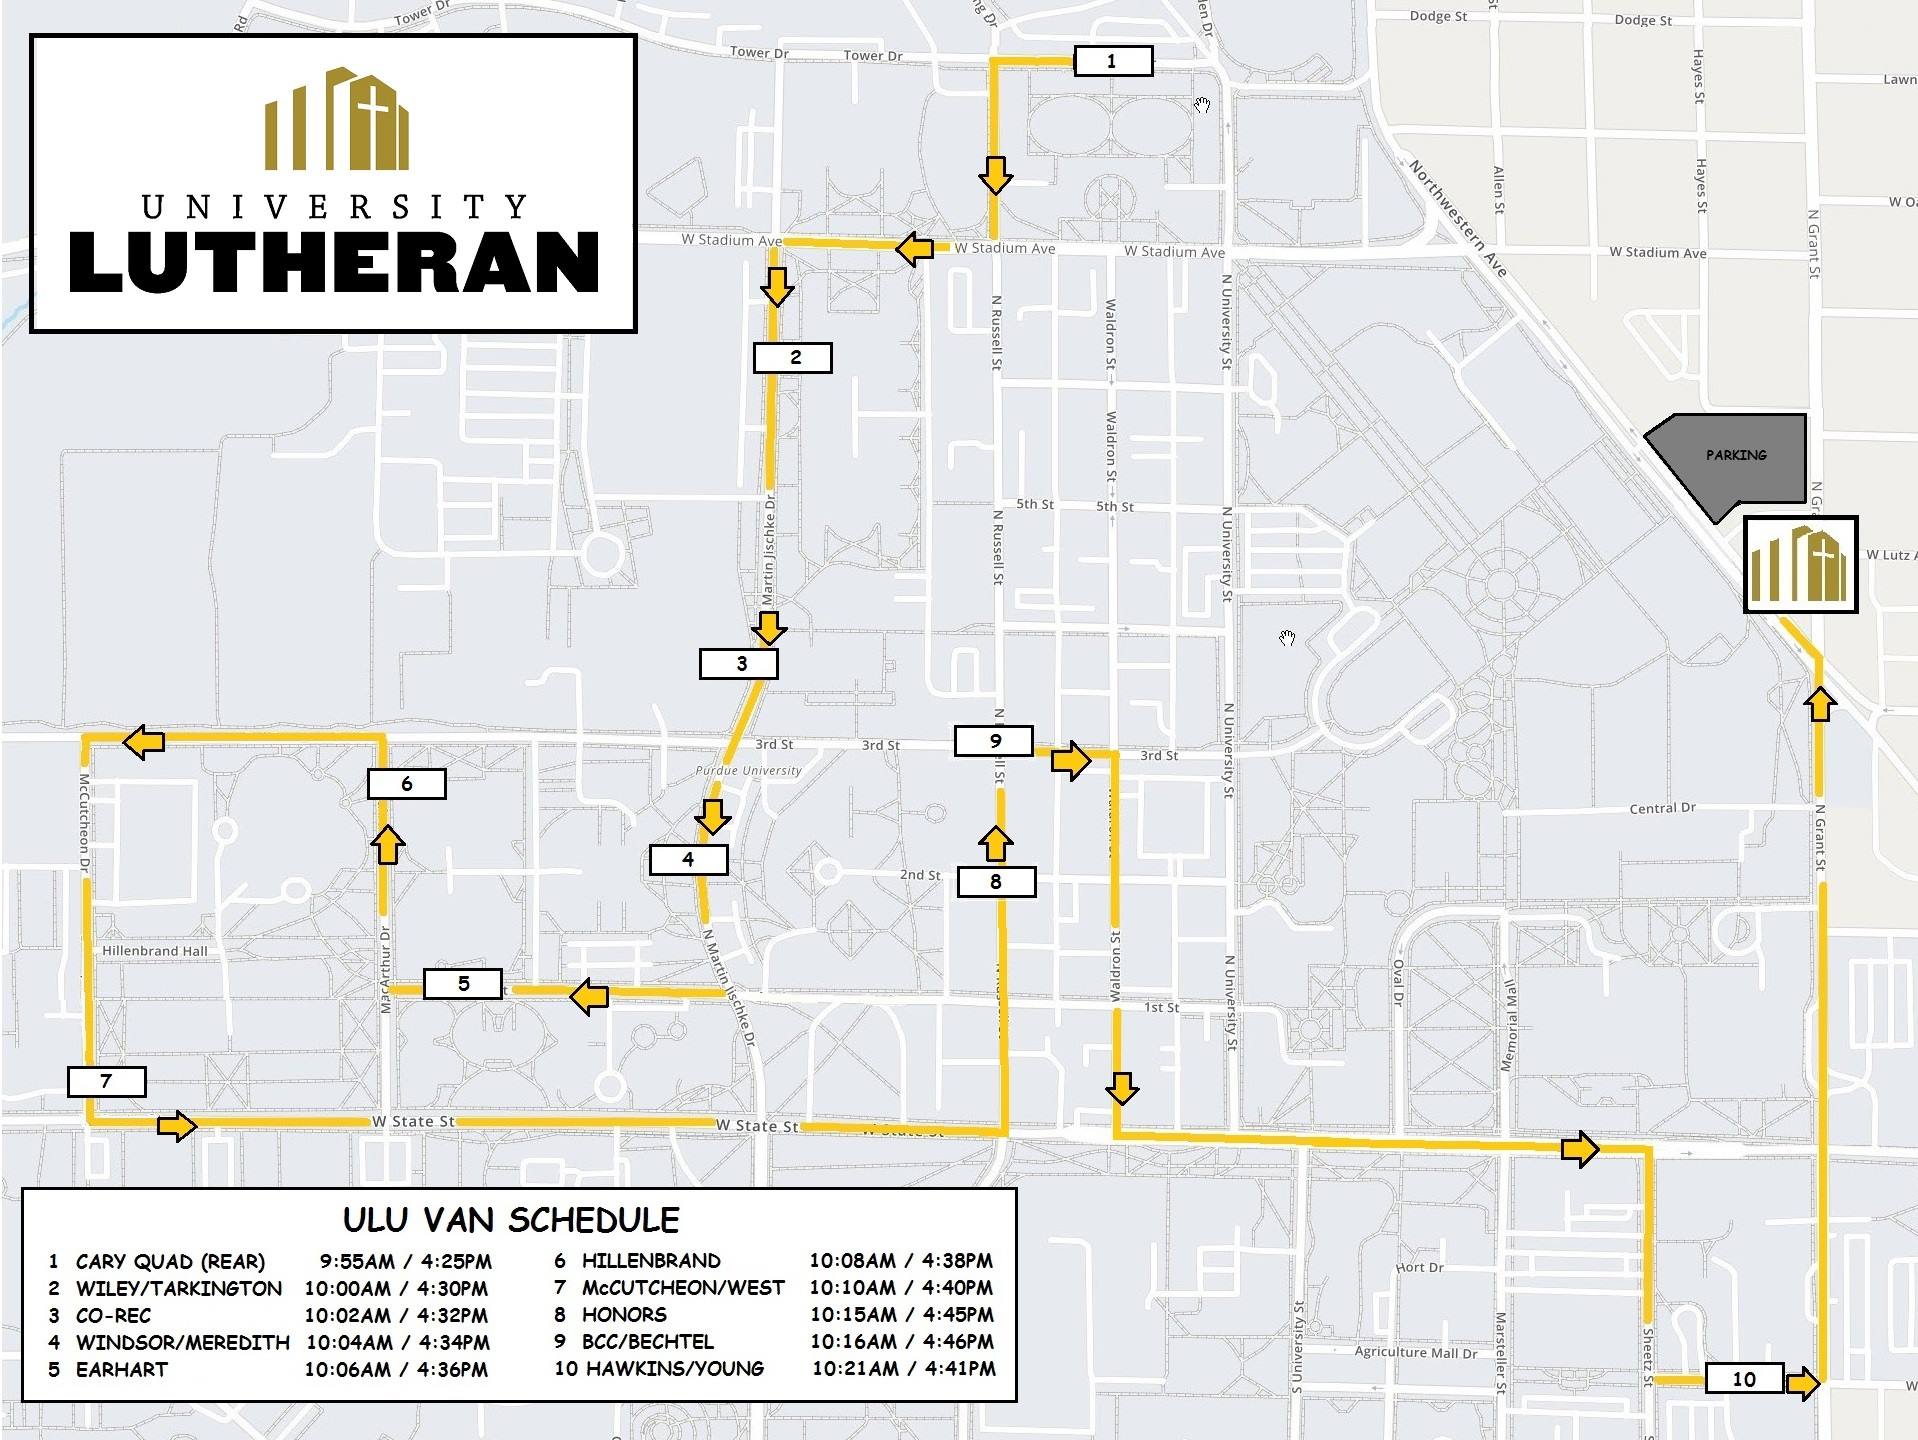 Tower Dr
Tower Dr
Tower Dr
Dodge St
Dodge St
Hayes St
Hayes St
Allen St
Lawn
W Oa
N Grant St
Northwestern Ave
1
UNIVERSITY
LUTHERAN
W Stadium Ave
W Stadium Ave
W Stadium Ave
W Stadium Ave
N Russell St
Waldron St
N University St
2
Waldron St
PARKING
5th St
5th St
Martin Jischke Dr
N Russell St
N University St
W Lutz A
3
9
3rd St
3rd St
3rd St
Purdue University
N University St
6
McCutcheon Dr
Central Dr
N Grant St
4
2nd St
8
Hillenbrand Hall
MacArthur Dr
N Martin Jischke Dr
Waldron St
N University St
Oval Dr
Memorial Mall
5
1st St
7
W State St
W State St
W State St
Hort Dr
Agriculture Mall Dr
S University St
Marsteller St
Sheetz St
10
ULU VAN SCHEDULE
1 CARY QUAD (REAR) 9:55AM / 4:25PM
2 WILEY/TARKINGTON 10:00AM / 4:30PM
3 CO-REC 10:02AM / 4:32PM
4 WINDSOR/MEREDITH 10:04AM / 4:34PM
5 EARHART 10:06AM / 4:36PM
6 HILLENBRAND 10:08AM / 4:38PM
7 McCUTCHEON/WEST 10:10AM / 4:40PM
8 HONORS 10:15AM / 4:45PM
9 BCC/BECHTEL 10:16AM / 4:46PM
10 HAWKINS/YOUNG 10:21AM / 4:41PM